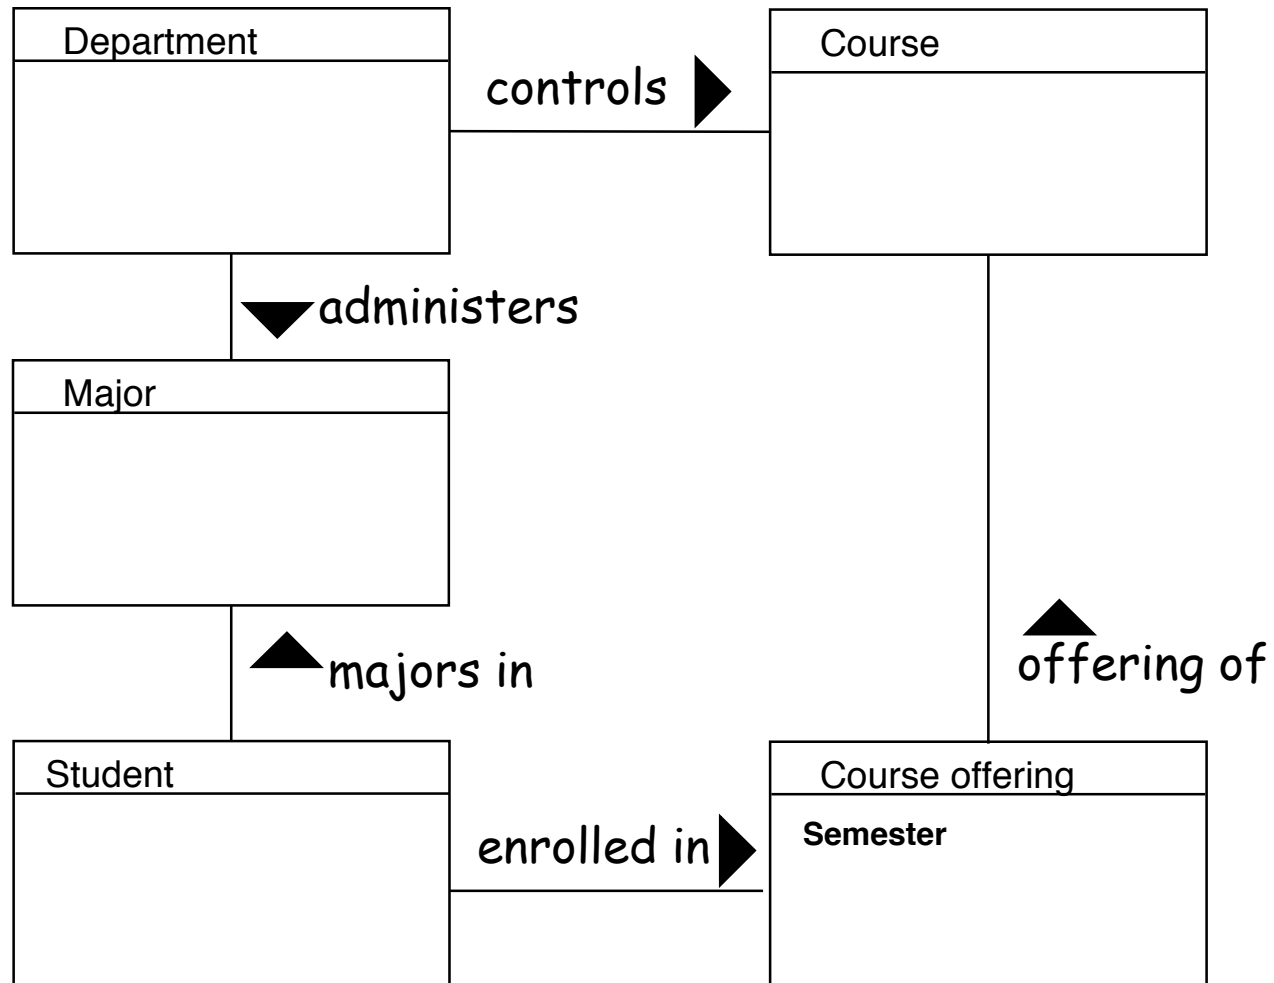 Department
Course
controls
administers
Major
majors in
offering of
Student
Course offering
enrolled in
Semester